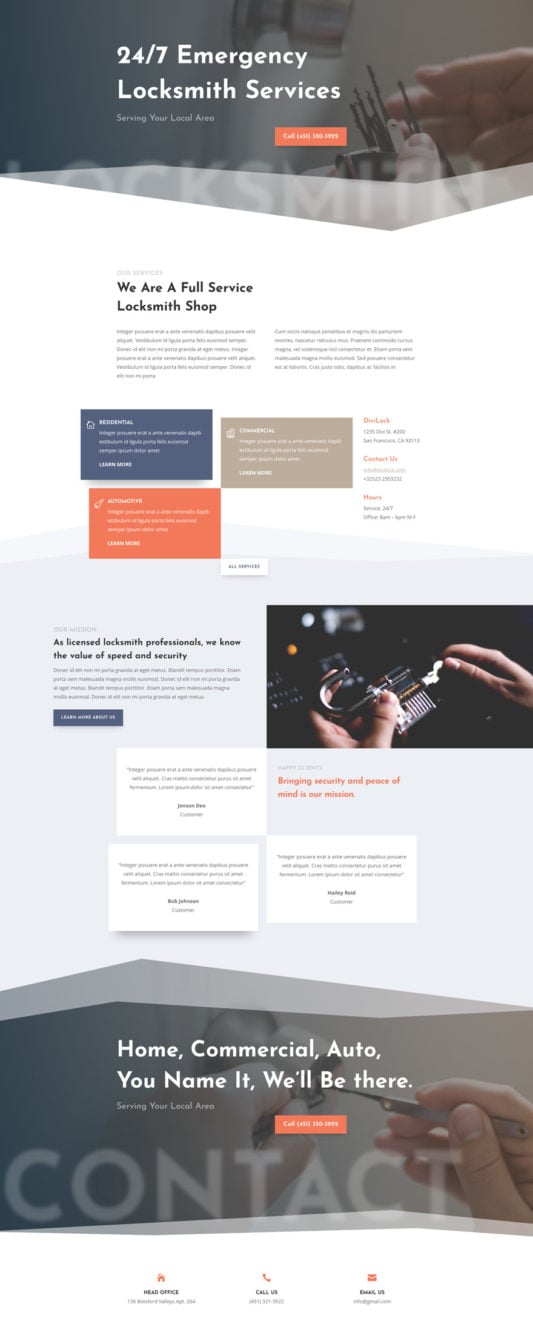 24/7 Emergency
Locksmith Services
Serving Your Local Area
Call (451) 350-3922
LOCKSMITH
OUR SERVICES
We Are A Full Service
Locksmith Shop
Integer posuere erat a ante venenatis dapibus posuere velit
aliquet. Vestibulum id ligula porta felis euismod semper.
Donec id elit non mi porta gravida at eget metus. Integer
posuere erat a ante venenatis dapibus posuere velit aliquet.
Vestibulum id ligula porta felis euismod semper. Donec id
elit non mi porta
Cum sociis natoque penatibus et magnis dis parturient
montes, nascetur ridiculus mus. Praesent commodo cursus
magna, vel scelerisque nisl consectetur et. Etiam porta sem
malesuada magna mollis euismod. Sed posuere consectetur
est at lobortis. Cras justo odio, dapibus ac facilisis in
RESIDENTIAL
Integer posuere erat a ante venenatis dapib
estibulum id ligula porta felis euismod
semper ipsum dolor amet
LEARN MORE
COMMERCIAL
Integer posuere erat a ante venenatis dapib
estibulum id ligula porta felis euismod
semper ipsum dolor amet
LEARN MORE
AUTOMOTIVE
Integer posuere erat a ante venenatis dapib
estibulum id ligula porta felis euismod
semper ipsum dolor amet
LEARN MORE
DiviLock
1235 Divi St. #200
San Francisco, CA 93113
Contact Us
info@divilock.com
+32523 2353232
Hours
Service: 24/7
Office: 8am – 6pm M-F
ALL SERVICES
OUR MISSION
As licensed locksmith professionals, we know
the value of speed and security
Donec id elit non mi porta gravida at eget metus. Blandit tempus porttitor. Etiam
porta sem malesuada magna mollis euismod. Donec id elit non mi porta gravida
at eget metus. Blandit tempus porttitor. Etiam porta sem malesuada magna
mollis euismod. Donec id elit non mi porta gravida at eget metus.
LEARN MORE ABOUT US
"Integer posuere erat a ante venenatis dapibus posuere
velit aliquet. Cras mattis consectetur purus sit amet
fermentum. Lorem ipsum dolor sit amet consectetur"
Jenson Doe
Customer
HAPPY CLIENTS
Bringing security and peace of
mind is our mission.
"Integer posuere erat a ante venenatis dapibus posuere
velit aliquet. Cras mattis consectetur purus sit amet
fermentum. Lorem ipsum dolor sit amet consectetur"
Bob Johnson
Customer
"Integer posuere erat a ante venenatis dapibus posuere
velit aliquet. Cras mattis consectetur purus sit amet
fermentum. Lorem ipsum dolor sit amet consectetur"
Hailey Reid
Customer
Home, Commercial, Auto,
You Name It, We'll Be there.
Serving Your Local Area
Call (451) 350-3922
CONTACT
HEAD OFFICE
136 Botsford Valleys Apt. 264
CALL US
(451) 321-3922
EMAIL US
info@gmail.com